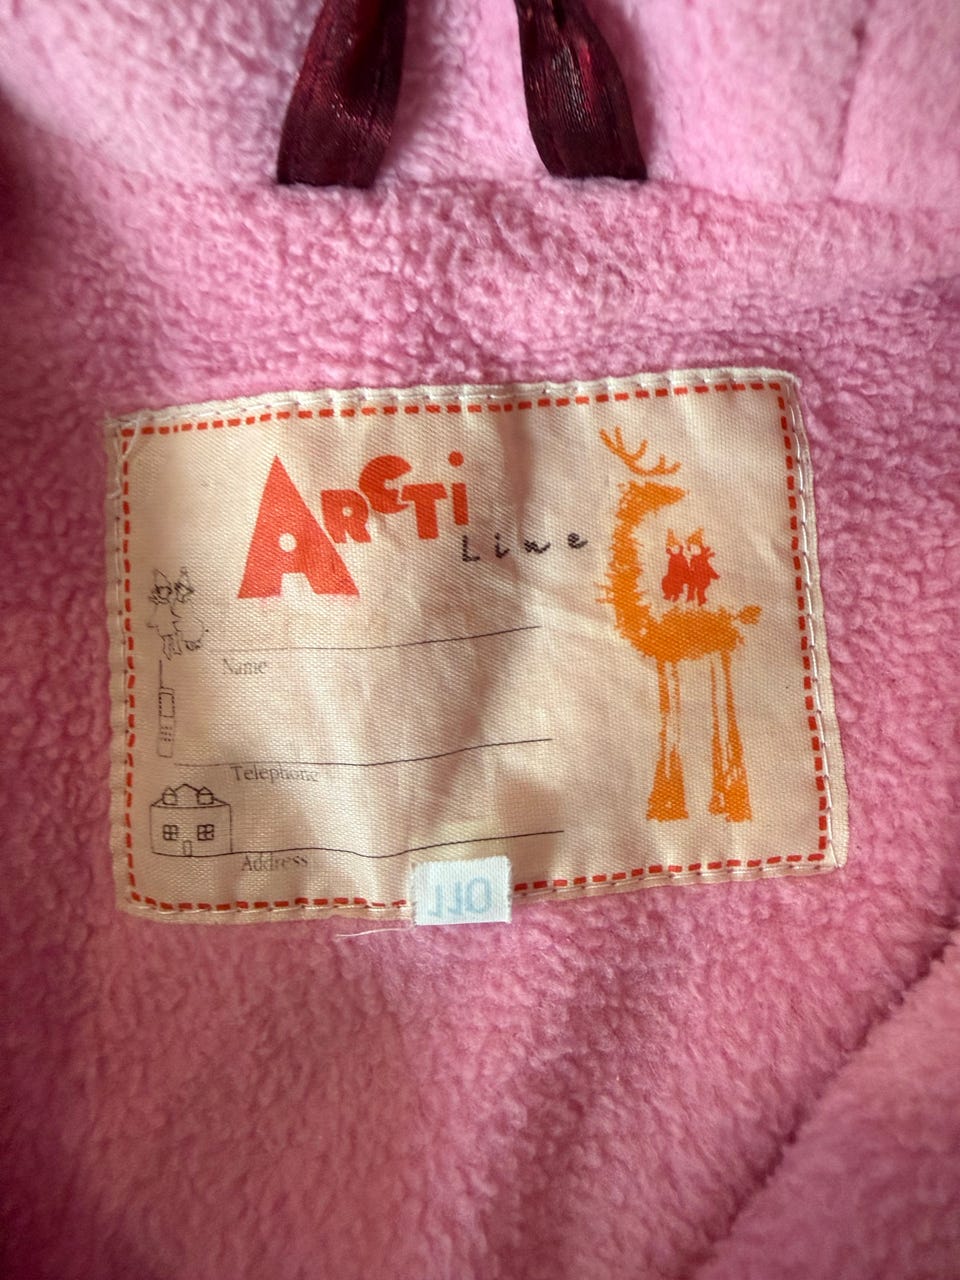 ARCTi
Line
Name
Telephone
Address
110